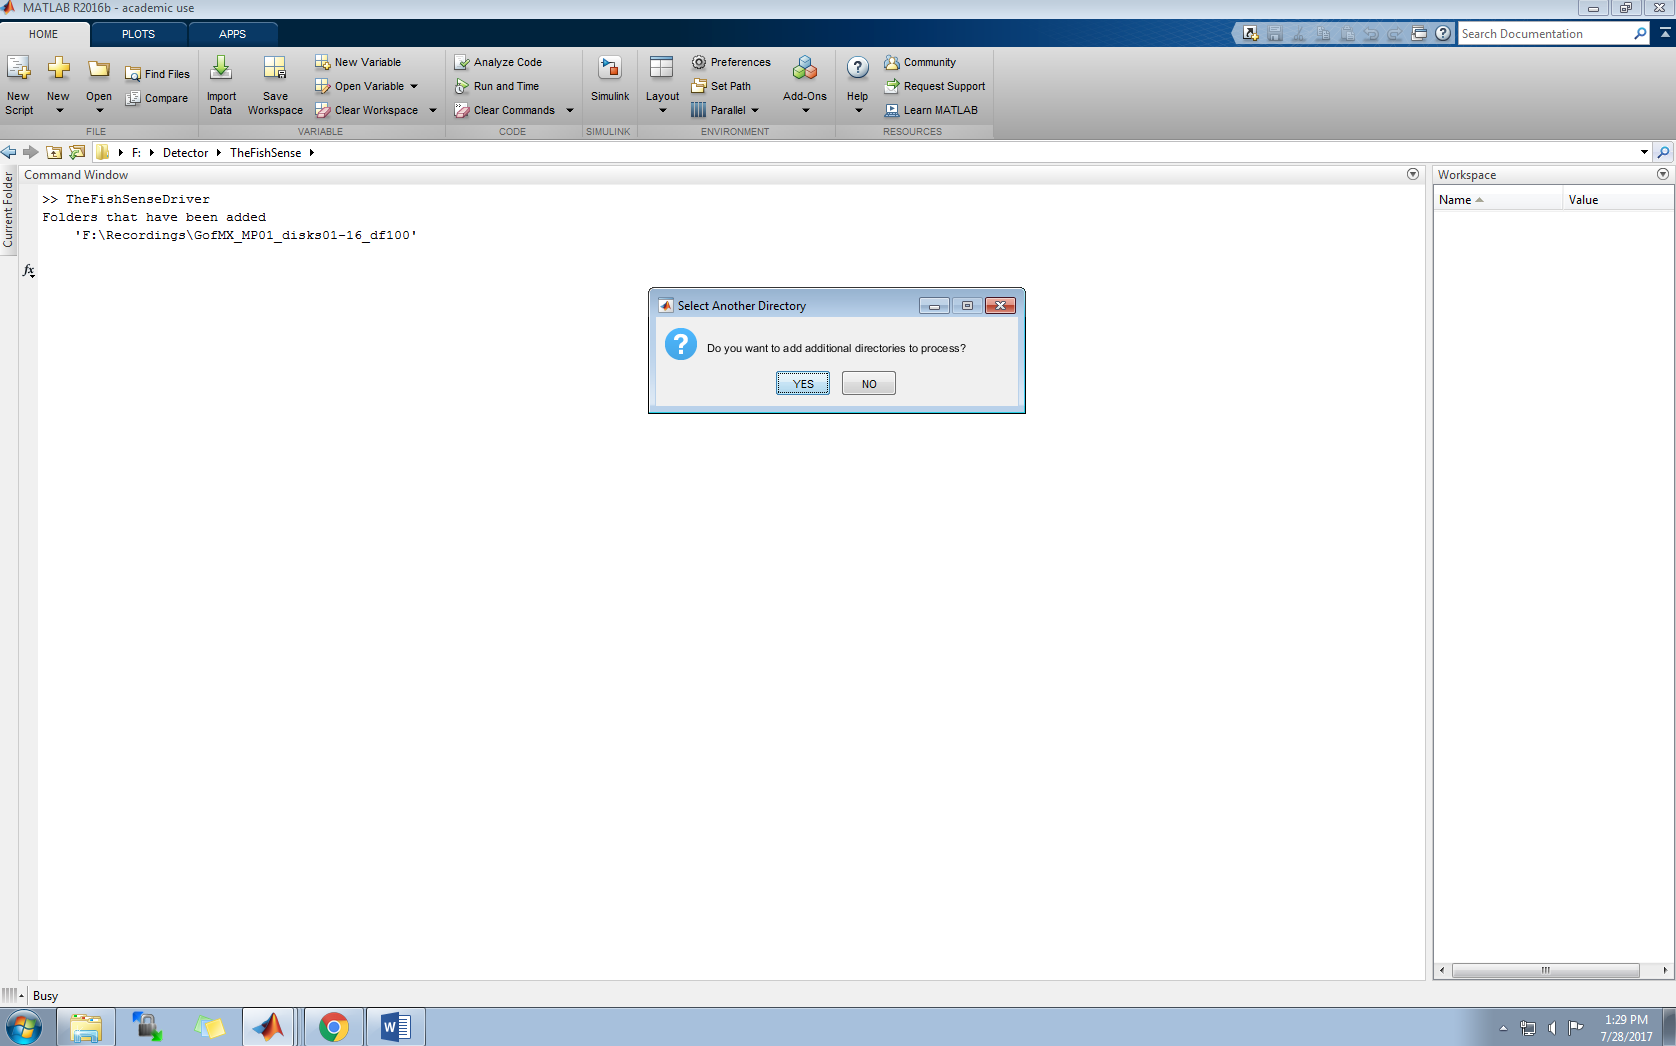 MATLAB R2016b - academic use
HOME PLOTS APPS
Search Documentation
New Script
New
Open
Find Files
Compare
FILE
Import Data
Save Workspace
New Variable
Open Variable
Clear Workspace
VARIABLE
Analyze Code
Run and Time
Clear Commands
CODE
Simulink
SIMULINK
Layout
Preferences
Set Path
Parallel
Add-Ons
ENVIRONMENT
Help
Community
Request Support
Learn MATLAB
RESOURCES
F: Detector TheFishSense
Current Folder
Command Window
>> TheFishSenseDriver
Folders that have been added
'F:\Recordings\GofMX_MP01_disks01-16_df100'
fx
Workspace
Name Value
Select Another Directory
Do you want to add additional directories to process?
YES NO
Busy
W
1:29 PM
7/28/2017